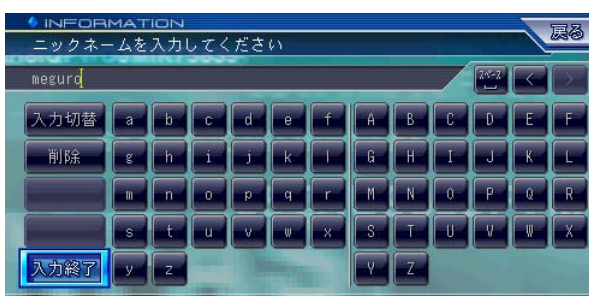 INFORMATION
戻る
ニックネームを入力してください
meguro
スペース < >
入力切替 a b c d e f A B C D E F
削除 g h i j k l G H I J K L
m n o p q r M N O P Q R
s t u v w x S T U V W X
入力終了 y z Y Z